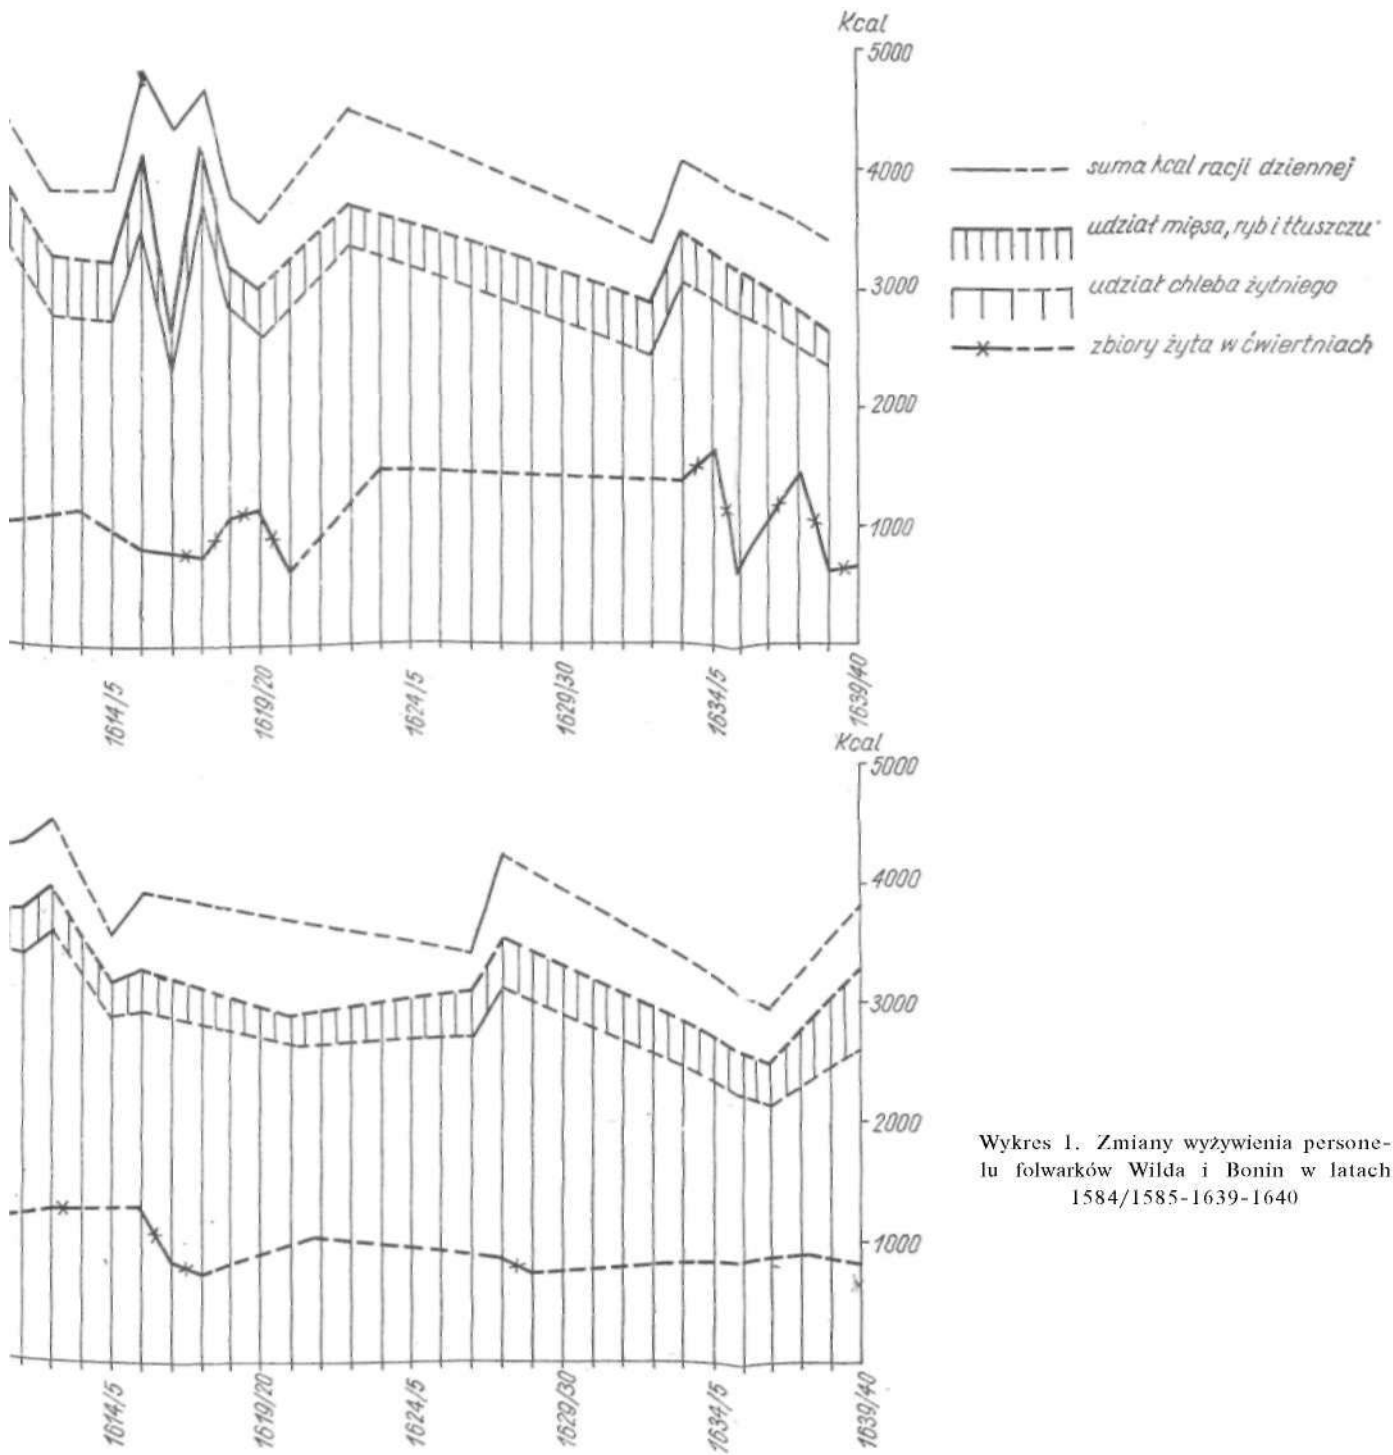 Kcal
5000
4000
3000
2000
1000
suma kcal racji dziennej
udział mięsa, ryb i tłuszczu
udział chleba żytniego
zbiory żyta w ćwiertniach
1614/5
1619/20
1624/5
1629/30
1634/5
1639/40
Kcal
5000
4000
3000
2000
1000
1614/5
1619/20
1624/5
1629/30
1634/5
1639/40
Wykres 1. Zmiany wyżywienia persone-
lu folwarków Wilda i Bonin w latach
1584/1585-1639-1640